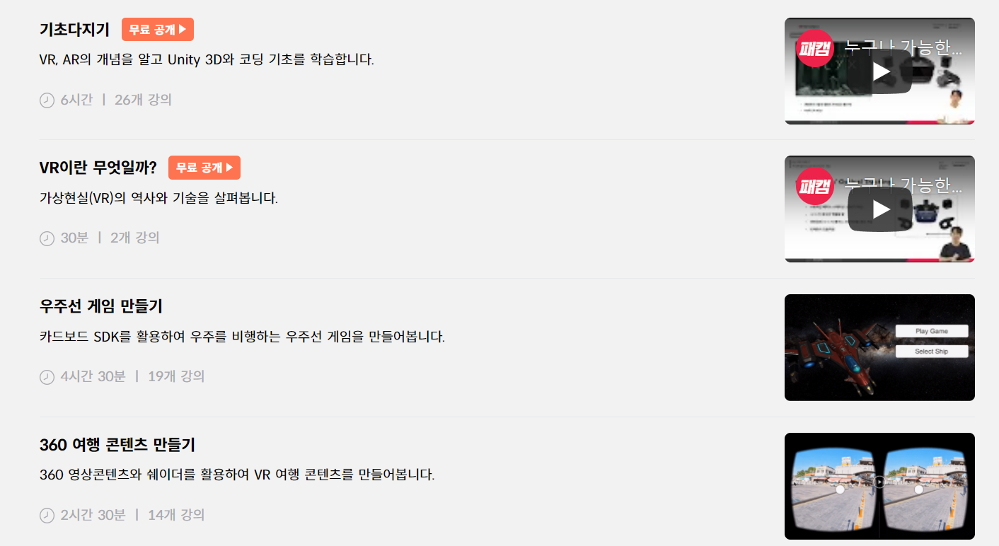 기초다지기 무료 공개
VR, AR의 개념을 알고 Unity 3D와 코딩 기초를 학습합니다.
6시간 | 26개 강의
패캠 누구나 가능한...
VR이란 무엇일까? 무료 공개
가상현실(VR)의 역사와 기술을 살펴봅니다.
30분 | 2개 강의
패캠 누구나 가능한...
우주선 게임 만들기
카드보드 SDK를 활용하여 우주를 비행하는 우주선 게임을 만들어봅니다.
4시간 30분 | 19개 강의
Play Game
Select Ship
360 여행 콘텐츠 만들기
360 영상콘텐츠와 쉐이더를 활용하여 VR 여행 콘텐츠를 만들어봅니다.
2시간 30분 | 14개 강의